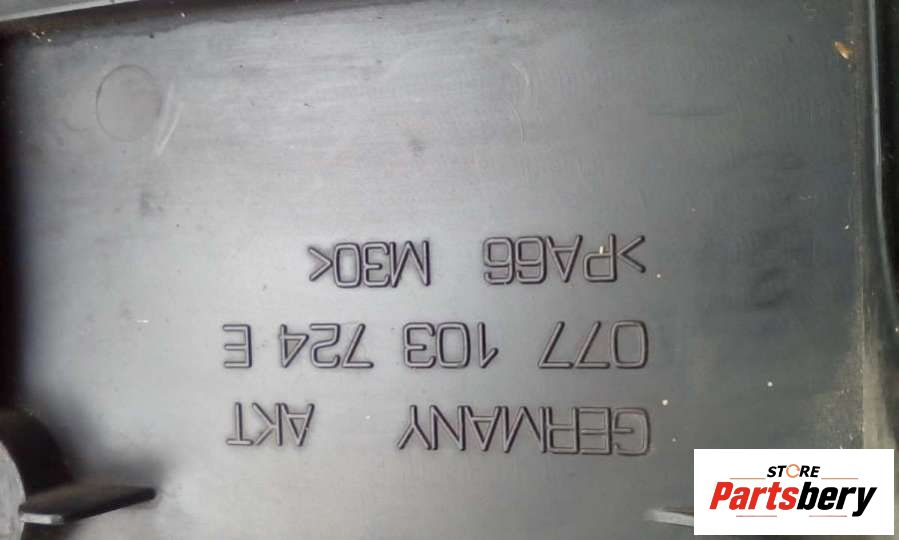 GERMANY AKT
077 103 724 E
>PA66 M30<
STORE
Partsbery